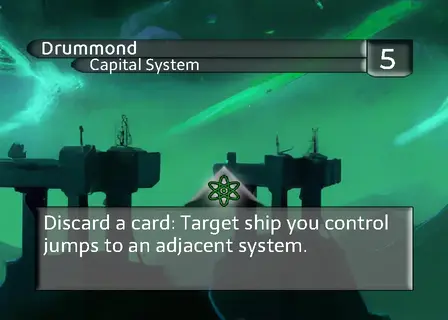 Drummond
Capital System
5
Discard a card: Target ship you control
jumps to an adjacent system.